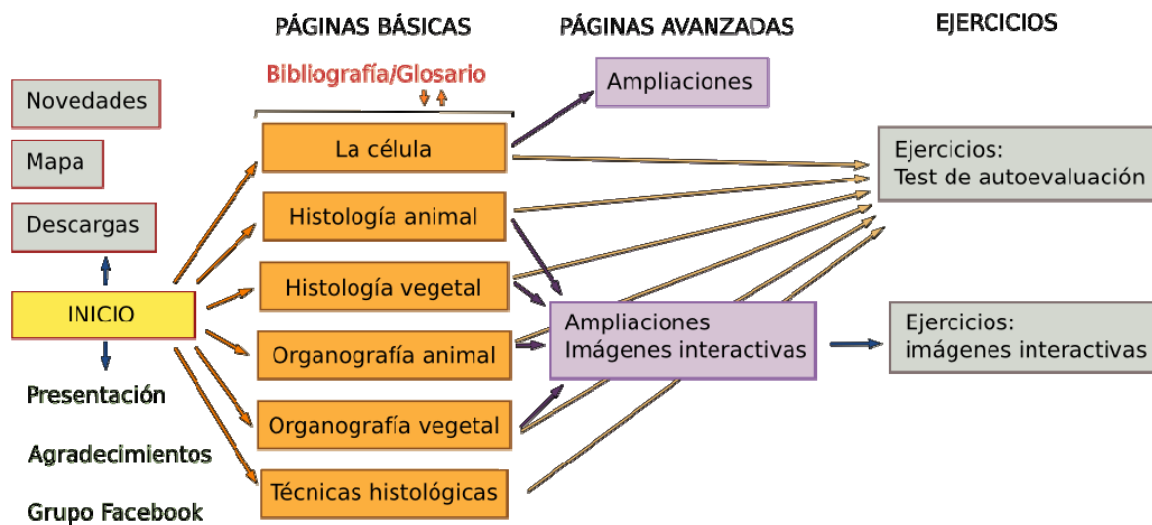 PÁGINAS BÁSICAS
PÁGINAS AVANZADAS
EJERCICIOS
Bibliografía/Glosario
Novedades
Mapa
Descargas
INICIO
Presentación
Agradecimientos
Grupo Facebook
La célula
Histología animal
Histología vegetal
Organografía animal
Organografía vegetal
Técnicas histológicas
Ampliaciones
Ampliaciones
Imágenes interactivas
Ejercicios:
Test de autoevaluación
Ejercicios:
imágenes interactivas